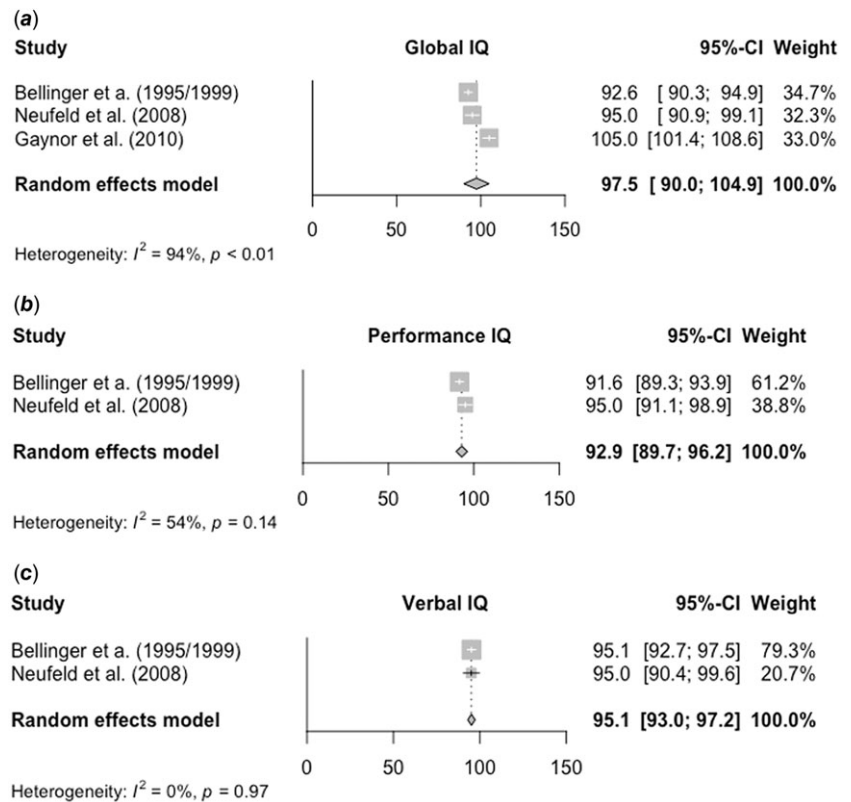 (a)
Study Global IQ 95%-CI Weight
Bellinger et a. (1995/1999) 92.6 [ 90.3; 94.9] 34.7%
Neufeld et al. (2008) 95.0 [ 90.9; 99.1] 32.3%
Gaynor et al. (2010) 105.0 [101.4; 108.6] 33.0%
Random effects model 97.5 [ 90.0; 104.9] 100.0%
0 50 100 150
Heterogeneity: I² = 94%, p < 0.01
(b)
Study Performance IQ 95%-CI Weight
Bellinger et a. (1995/1999) 91.6 [89.3; 93.9] 61.2%
Neufeld et al. (2008) 95.0 [91.1; 98.9] 38.8%
Random effects model 92.9 [89.7; 96.2] 100.0%
0 50 100 150
Heterogeneity: I² = 54%, p = 0.14
(c)
Study Verbal IQ 95%-CI Weight
Bellinger et a. (1995/1999) 95.1 [92.7; 97.5] 79.3%
Neufeld et al. (2008) 95.0 [90.4; 99.6] 20.7%
Random effects model 95.1 [93.0; 97.2] 100.0%
0 50 100 150
Heterogeneity: I² = 0%, p = 0.97